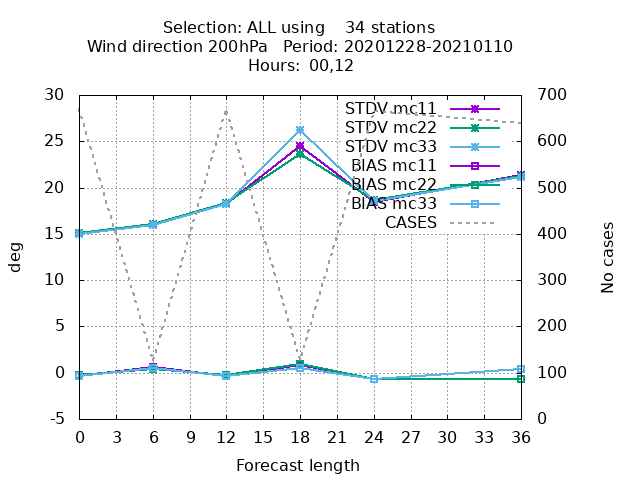 Selection: ALL using    34 stations
Wind direction 200hPa   Period: 20201228-20210110
Hours:  00,12
30 700
STDV mc11
STDV mc22
25 600
STDV mc33
BIAS mc11
20 BIAS mc22 500
BIAS mc33
CASES
15 400
deg No cases
10 300
5 200
0 100
-5 0
0 3 6 9 12 15 18 21 24 27 30 33 36
Forecast length